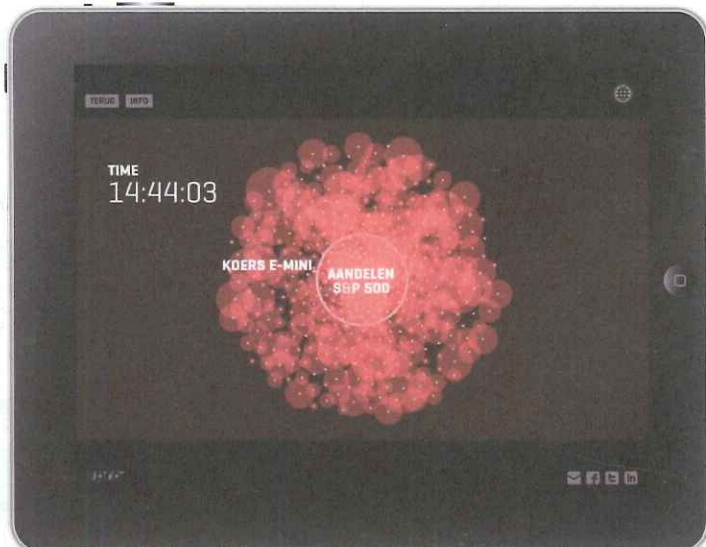 TERUG INFO
TIME
14:44:03
KOERS E-MINI
AANDELEN
S&P 500